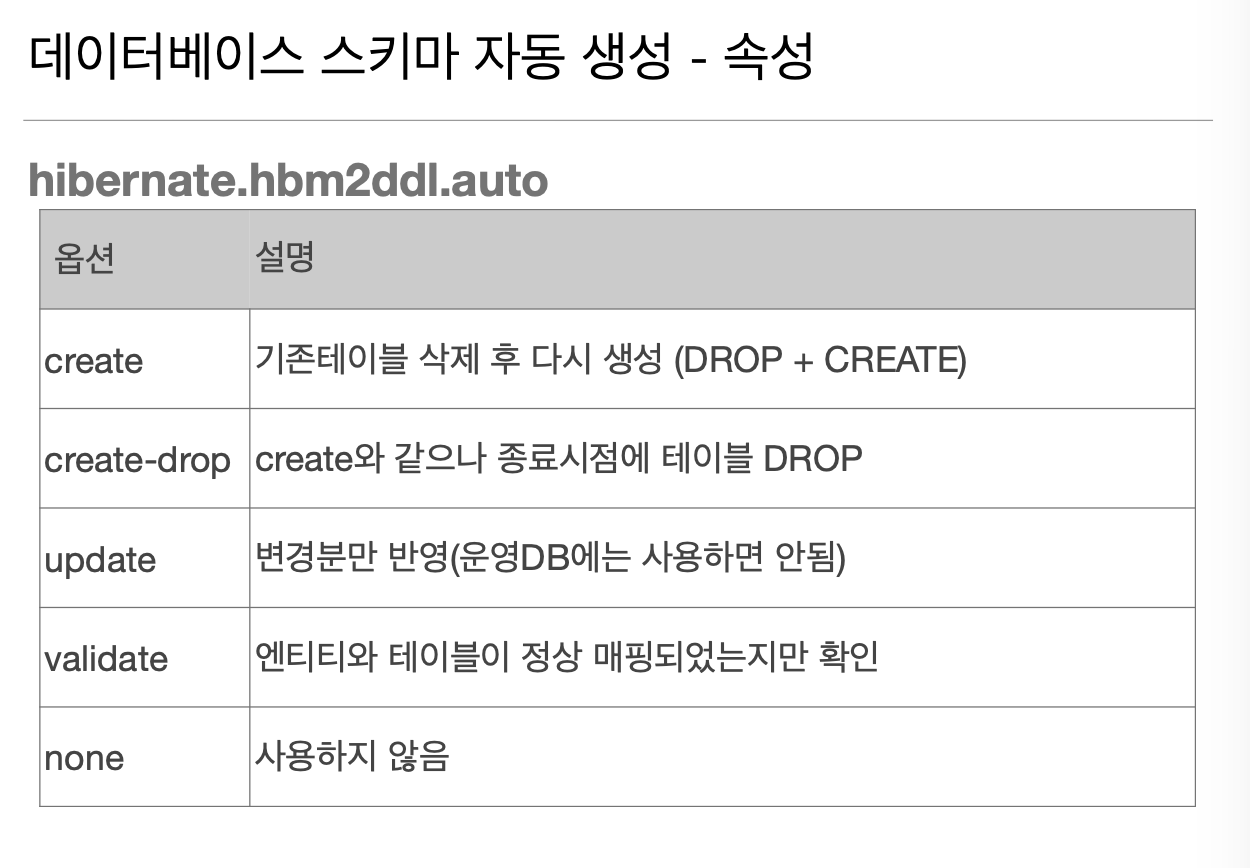 데이터베이스 스키마 자동 생성 - 속성
hibernate.hbm2ddl.auto
옵션 설명
create 기존테이블 삭제 후 다시 생성 (DROP + CREATE)
create-drop create와 같으나 종료시점에 테이블 DROP
update 변경분만 반영(운영DB에는 사용하면 안됨)
validate 엔티티와 테이블이 정상 매핑되었는지만 확인
none 사용하지 않음